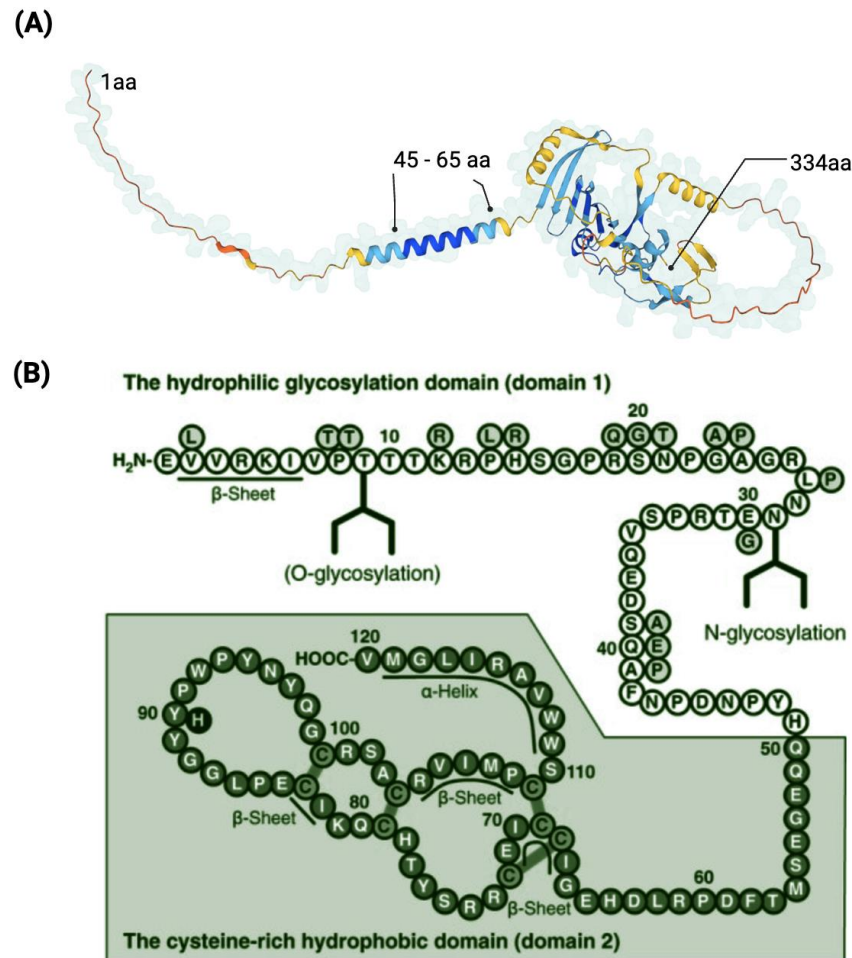 (A)
1aa
45 - 65 aa
334aa
(B)
The hydrophilic glycosylation domain (domain 1)
10
20
L T T R L R Q G T A P
H₂N- E V V R K I V P T T T K R P H S G P R S N P G A G R
L P
N
β-Sheet
(O-glycosylation)
30
S P R T E N
G
N-glycosylation
V
Q
E
D
S A
40 Q E
A P
F N P D N P Y H
120
HOOC- V M G L I R A V W W S
α-Helix
110
50
Q
Q
E
G
E
S
M
60
E H D L R P D F T
G
I
C
C
70
I
E
C
β-Sheet
R
R
S
Y
T
H
C
80
Q
K
I
C
β-Sheet
E
P
L
G
G
Y
90
Y H
P
W
P
Y
N
Y
Q
G
C
100
R
S
A
C
R
V
I
M
P
C
β-Sheet
The cysteine-rich hydrophobic domain (domain 2)